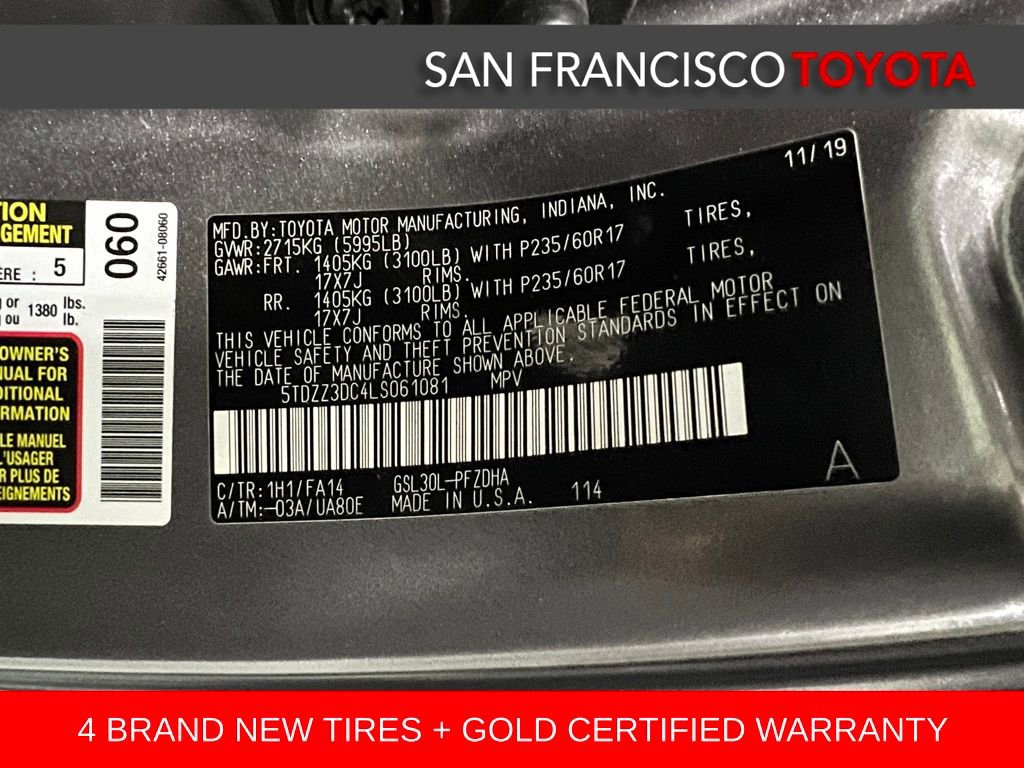 SAN FRANCISCO TOYOTA
TION
GEMENT
ERE : 5
or 1380 lbs.
ou lb.
OWNER'S
NUAL FOR
DITIONAL
RMATION
LE MANUEL
L'USAGER
R PLUS DE
EIGNEMENTS
060
42661-08060
11/ 19
MFD.BY:TOYOTA MOTOR MANUFACTURING, INDIANA, INC.
GVWR:2715KG (5995LB)
GAWR:FRT. 1405KG (3100LB) WITH P235/60R17 TIRES,
17X7J RIMS.
RR. 1405KG (3100LB) WITH P235/60R17 TIRES,
17X7J RIMS.
THIS VEHICLE CONFORMS TO ALL APPLICABLE FEDERAL MOTOR
VEHICLE SAFETY AND THEFT PREVENTION STANDARDS IN EFFECT ON
THE DATE OF MANUFACTURE SHOWN ABOVE.
5TDZZ3DC4LS061081 MPV
C/TR:1H1/FA14 GSL30L-PFZDHA
A/TM:-03A/UA80E MADE IN U.S.A. 114
A
4 BRAND NEW TIRES + GOLD CERTIFIED WARRANTY